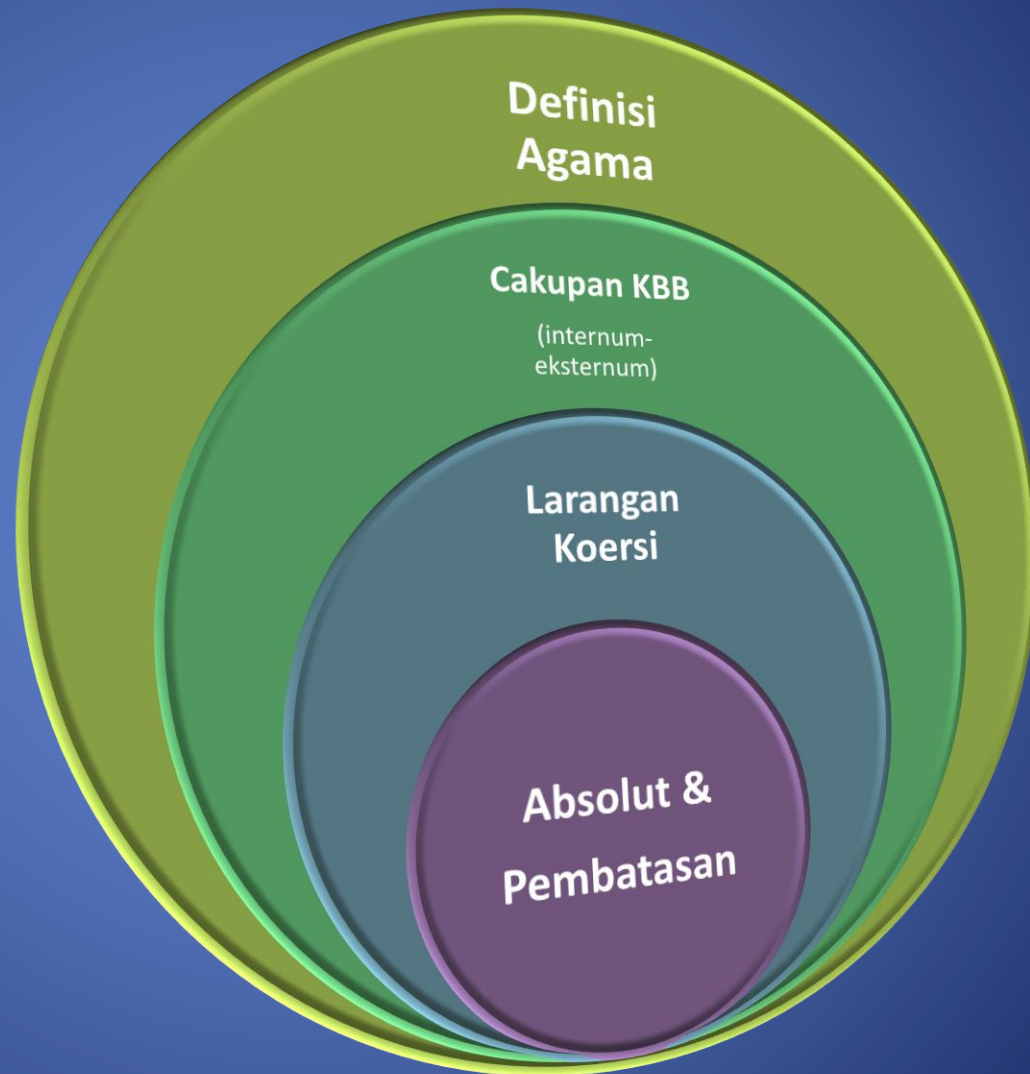 Definisi
Agama
Cakupan KBB
(internum-
eksternum)
Larangan
Koersi
Absolut &
Pembatasan